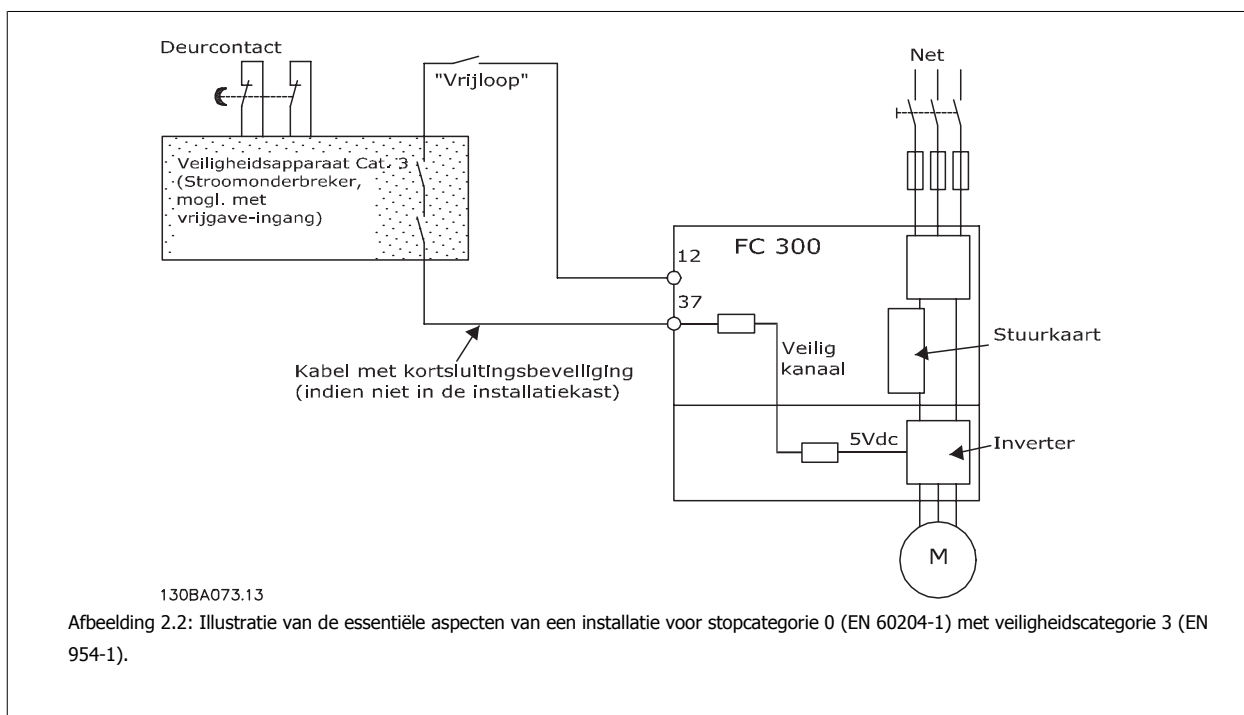 Deurcontact
"Vrijloop"
Net
Veiligheidsapparaat Cat. 3
(Stroomonderbreker,
mogl. met
vrijgave-ingang)
12
FC 300
37
Stuurkaart
Veilig
kanaal
Kabel met kortsluitingsbeveiliging
(indien niet in de installatiekast)
5Vdc
Inverter
M
130BA073.13
Afbeelding 2.2: Illustratie van de essentiële aspecten van een installatie voor stopcategorie 0 (EN 60204-1) met veiligheidscategorie 3 (EN
954-1).